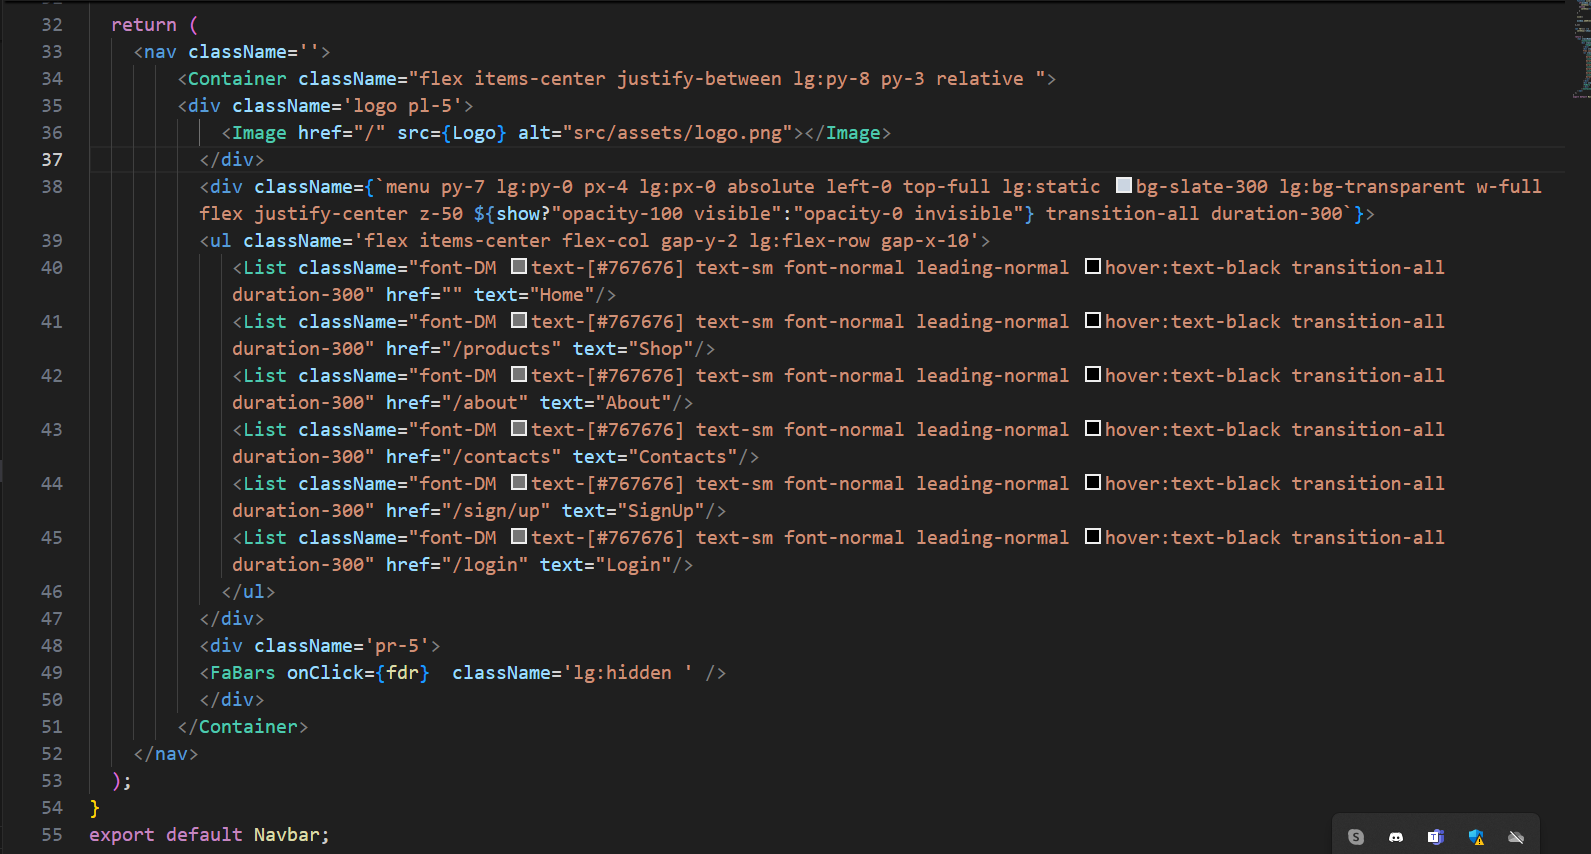 32 return (
33 <nav className=''>
34 <Container className="flex items-center justify-between lg:py-8 py-3 relative ">
35 <div className='logo pl-5'>
36 <Image href="/" src={Logo} alt="src/assets/logo.png"></Image>
37 </div>
38 <div className={`menu py-7 lg:py-0 px-4 lg:px-0 absolute left-0 top-full lg:static bg-slate-300 lg:bg-transparent w-full
flex justify-center z-50 ${show?"opacity-100 visible":"opacity-0 invisible"} transition-all duration-300`}>
39 <ul className='flex items-center flex-col gap-y-2 lg:flex-row gap-x-10'>
40 <List className="font-DM text-[#767676] text-sm font-normal leading-normal hover:text-black transition-all
duration-300" href="" text="Home"/>
41 <List className="font-DM text-[#767676] text-sm font-normal leading-normal hover:text-black transition-all
duration-300" href="/products" text="Shop"/>
42 <List className="font-DM text-[#767676] text-sm font-normal leading-normal hover:text-black transition-all
duration-300" href="/about" text="About"/>
43 <List className="font-DM text-[#767676] text-sm font-normal leading-normal hover:text-black transition-all
duration-300" href="/contacts" text="Contacts"/>
44 <List className="font-DM text-[#767676] text-sm font-normal leading-normal hover:text-black transition-all
duration-300" href="/sign/up" text="SignUp"/>
45 <List className="font-DM text-[#767676] text-sm font-normal leading-normal hover:text-black transition-all
duration-300" href="/login" text="Login"/>
46 </ul>
47 </div>
48 <div className='pr-5'>
49 <FaBars onClick={fdr}  className='lg:hidden ' />
50 </div>
51 </Container>
52 </nav>
53 );
54 }
55 export default Navbar;